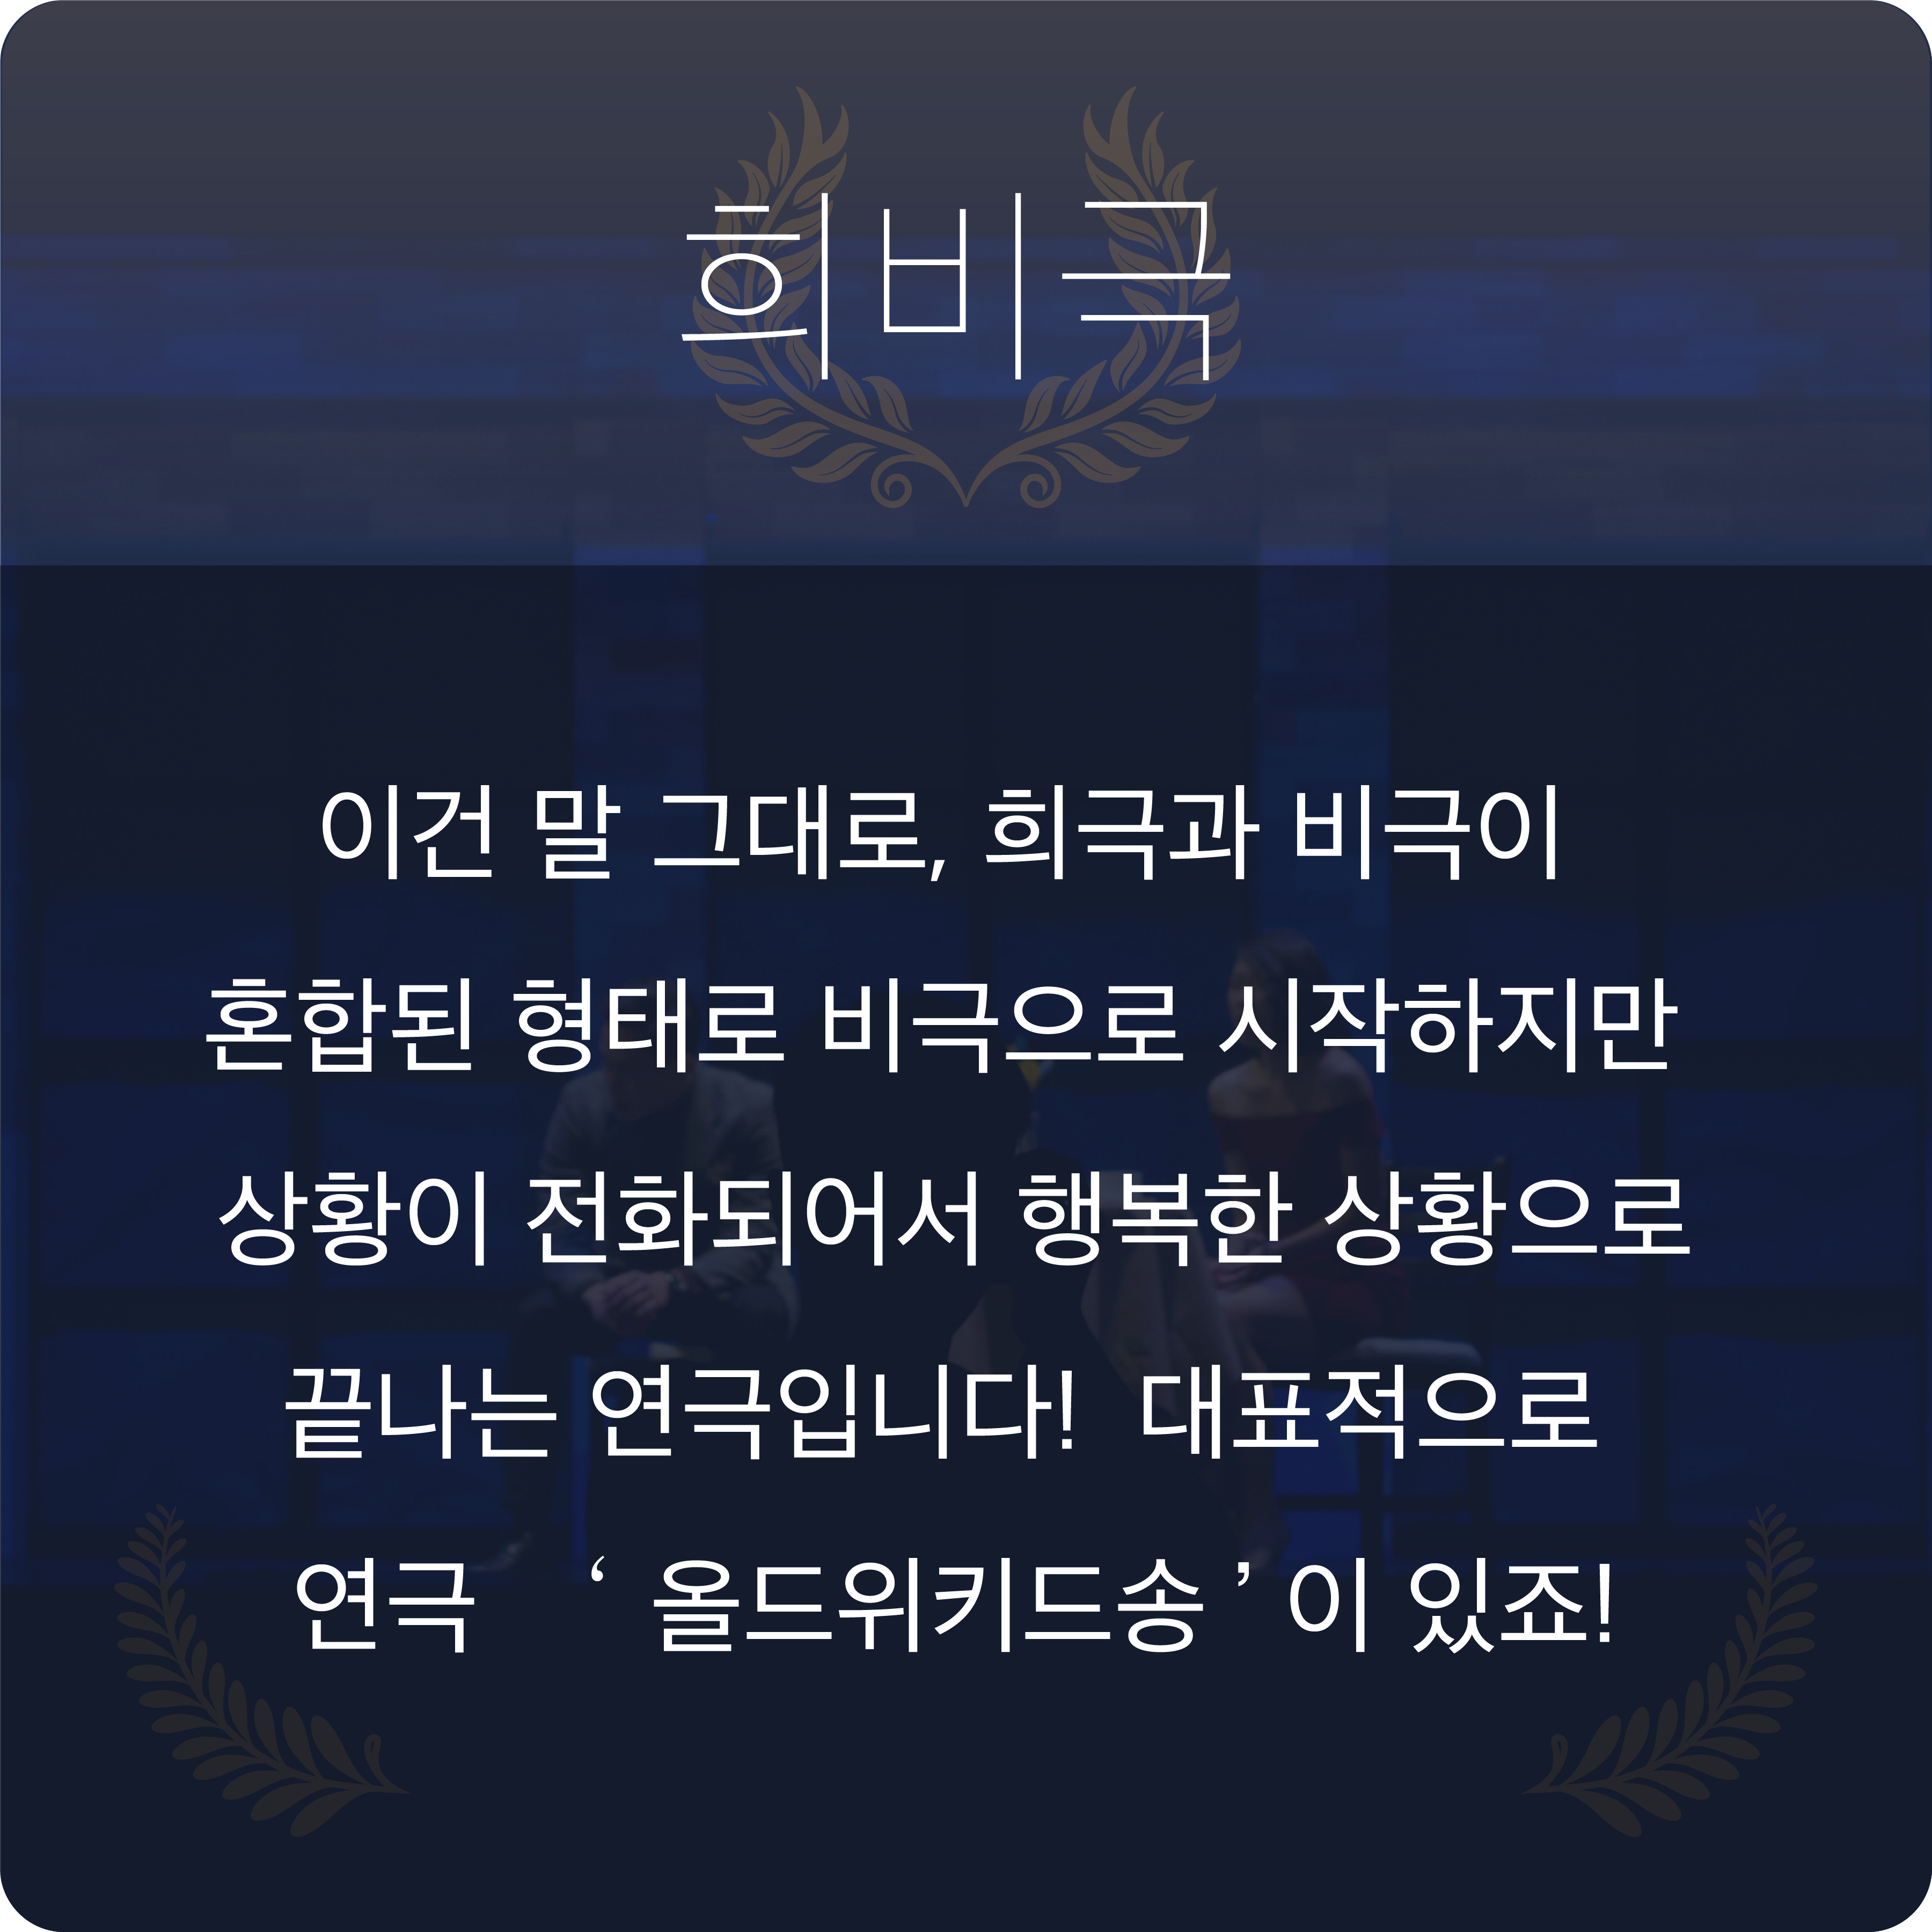 희비극
이건 말 그대로, 희극과 비극이
혼합된 형태로 비극으로 시작하지만
상황이 전화되어서 행복한 상황으로
끝나는 연극입니다! 대표적으로
연극 ‘ 올드위키드송 ’ 이 있죠!